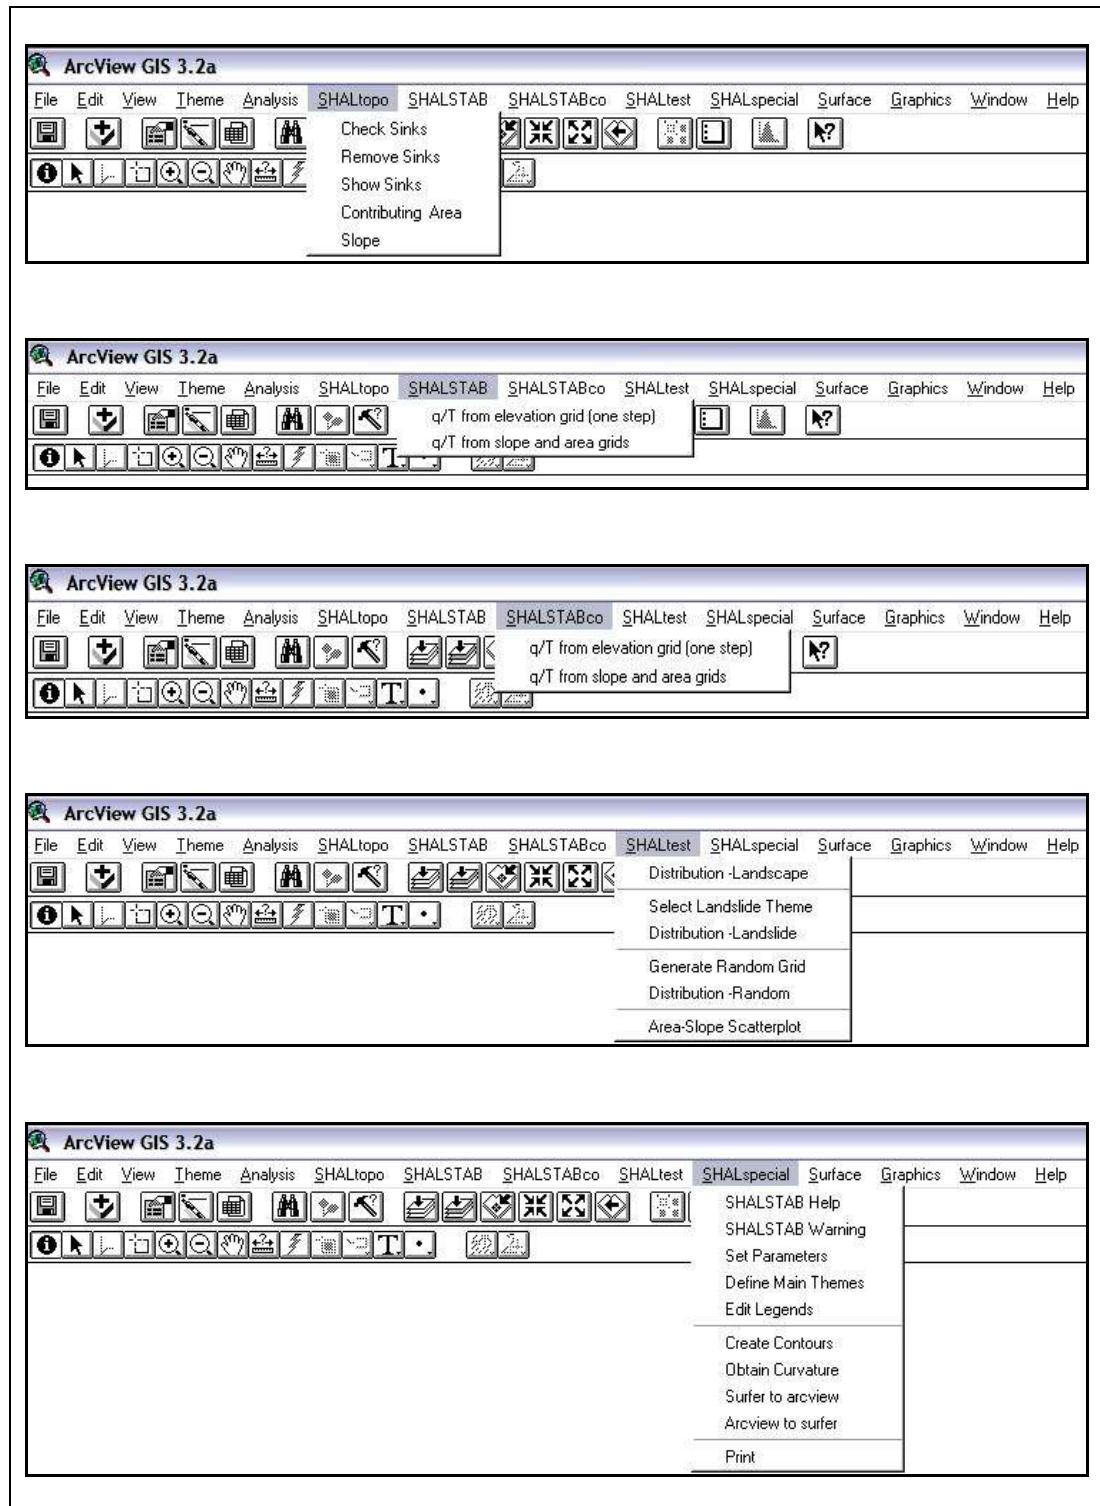 ArcView GIS 3.2a
File Edit View Theme Analysis SHALtopo SHALSTAB SHALSTABco SHALtest SHALspecial Surface Graphics Window Help
Check Sinks
Remove Sinks
Show Sinks
Contributing Area
Slope
ArcView GIS 3.2a
File Edit View Theme Analysis SHALtopo SHALSTAB SHALSTABco SHALtest SHALspecial Surface Graphics Window Help
q/T from elevation grid (one step)
q/T from slope and area grids
T
ArcView GIS 3.2a
File Edit View Theme Analysis SHALtopo SHALSTAB SHALSTABco SHALtest SHALspecial Surface Graphics Window Help
q/T from elevation grid (one step)
q/T from slope and area grids
T
ArcView GIS 3.2a
File Edit View Theme Analysis SHALtopo SHALSTAB SHALSTABco SHALtest SHALspecial Surface Graphics Window Help
Distribution -Landscape
Select Landslide Theme
T
Distribution -Landslide
Generate Random Grid
Distribution -Random
Area-Slope Scatterplot
ArcView GIS 3.2a
File Edit View Theme Analysis SHALtopo SHALSTAB SHALSTABco SHALtest SHALspecial Surface Graphics Window Help
SHALSTAB Help
SHALSTAB Warning
T
Set Parameters
Define Main Themes
Edit Legends
Create Contours
Obtain Curvature
Surfer to arcview
Arcview to surfer
Print